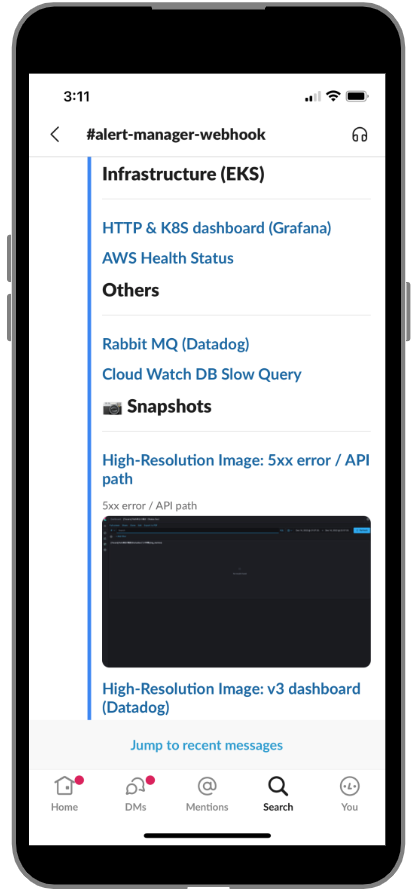 3:11
#alert-manager-webhook
Infrastructure (EKS)
HTTP & K8S dashboard (Grafana)
AWS Health Status
Others
Rabbit MQ (Datadog)
Cloud Watch DB Slow Query
Snapshots
High-Resolution Image: 5xx error / API
path
5xx error / API path
High-Resolution Image: v3 dashboard
(Datadog)
Jump to recent messages
Home
DMs
Mentions
Search
You